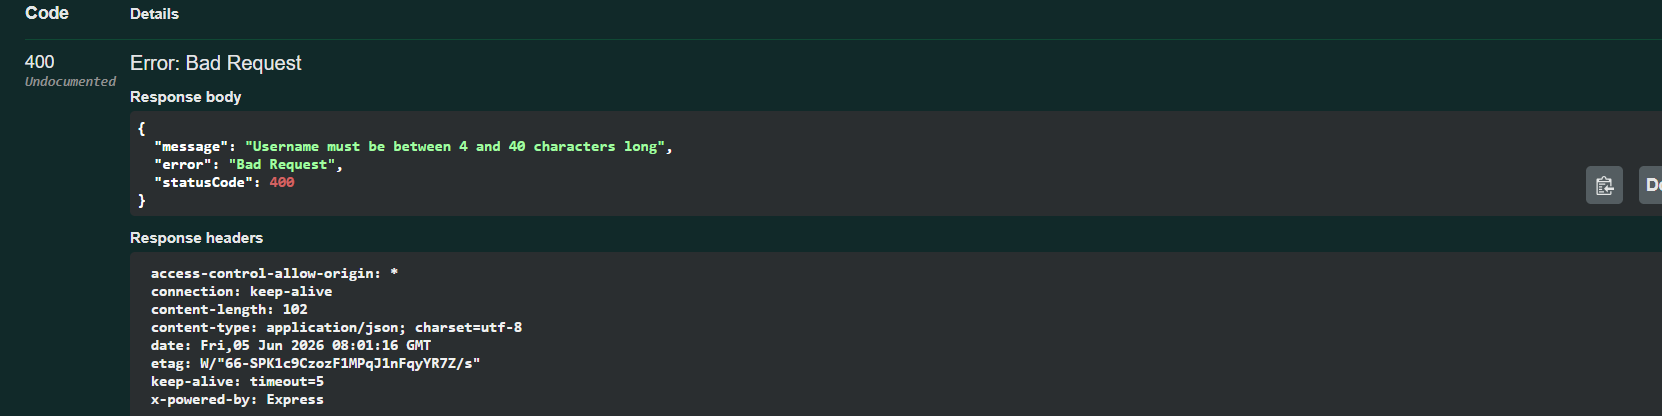 Code Details
400 Error: Bad Request
Undocumented
Response body
{
  "message": "Username must be between 4 and 40 characters long",
  "error": "Bad Request",
  "statusCode": 400
}
Response headers
access-control-allow-origin: *
connection: keep-alive
content-length: 102
content-type: application/json; charset=utf-8
date: Fri,05 Jun 2026 08:01:16 GMT
etag: W/"66-SPK1c9CzozF1MPqJ1nFqyYR7Z/s"
keep-alive: timeout=5
x-powered-by: Express